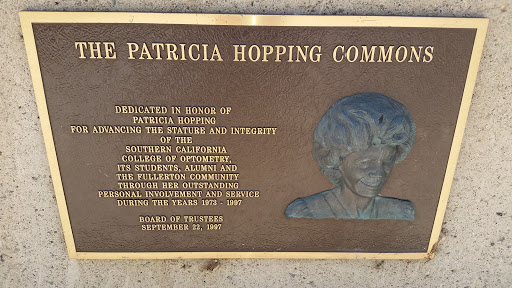 THE PATRICIA HOPPING COMMONS
DEDICATED IN HONOR OF
PATRICIA HOPPING
FOR ADVANCING THE STATURE AND INTEGRITY
OF THE
SOUTHERN CALIFORNIA
COLLEGE OF OPTOMETRY,
ITS STUDENTS, ALUMNI AND
THE FULLERTON COMMUNITY
THROUGH HER OUTSTANDING
PERSONAL INVOLVEMENT AND SERVICE
DURING THE YEARS 1973 - 1997
BOARD OF TRUSTEES
SEPTEMBER 22, 1997